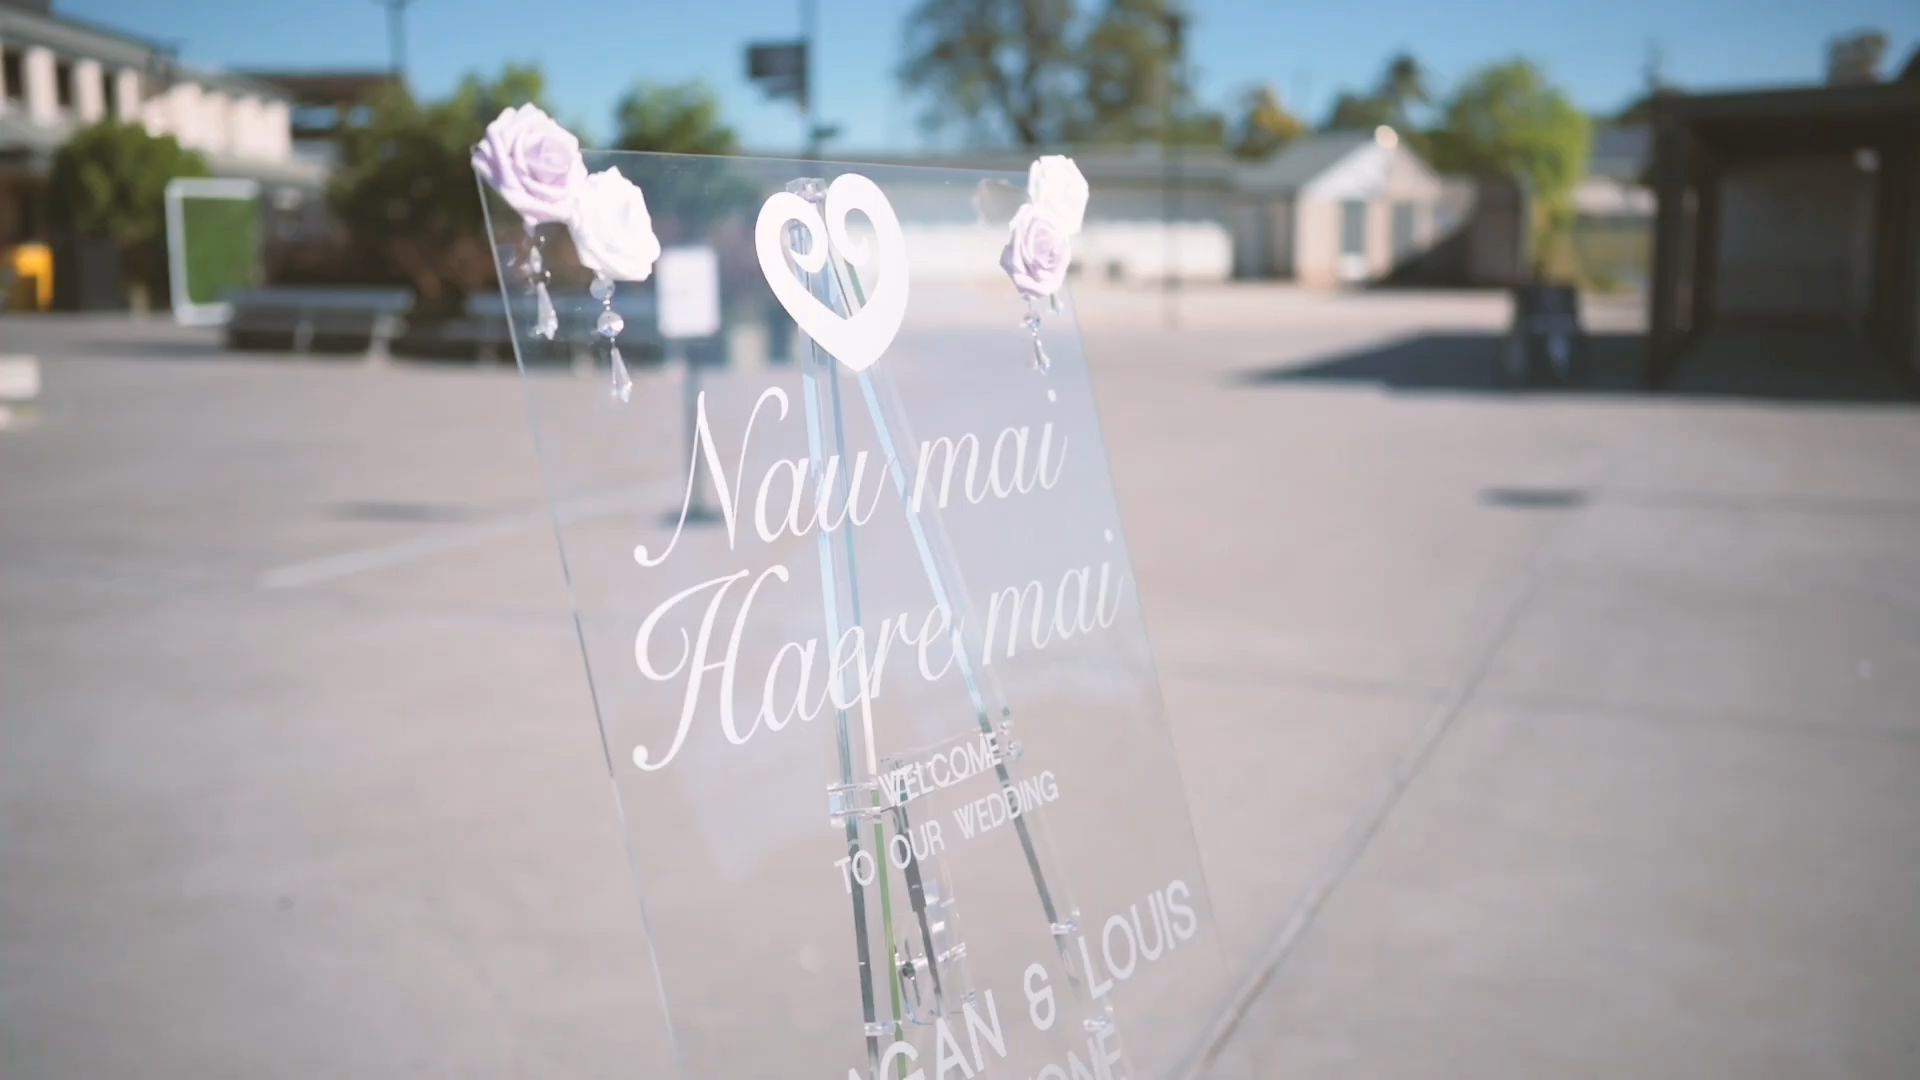 Nau mai
Haere mai
WELCOME
TO OUR WEDDING
& LOUIS